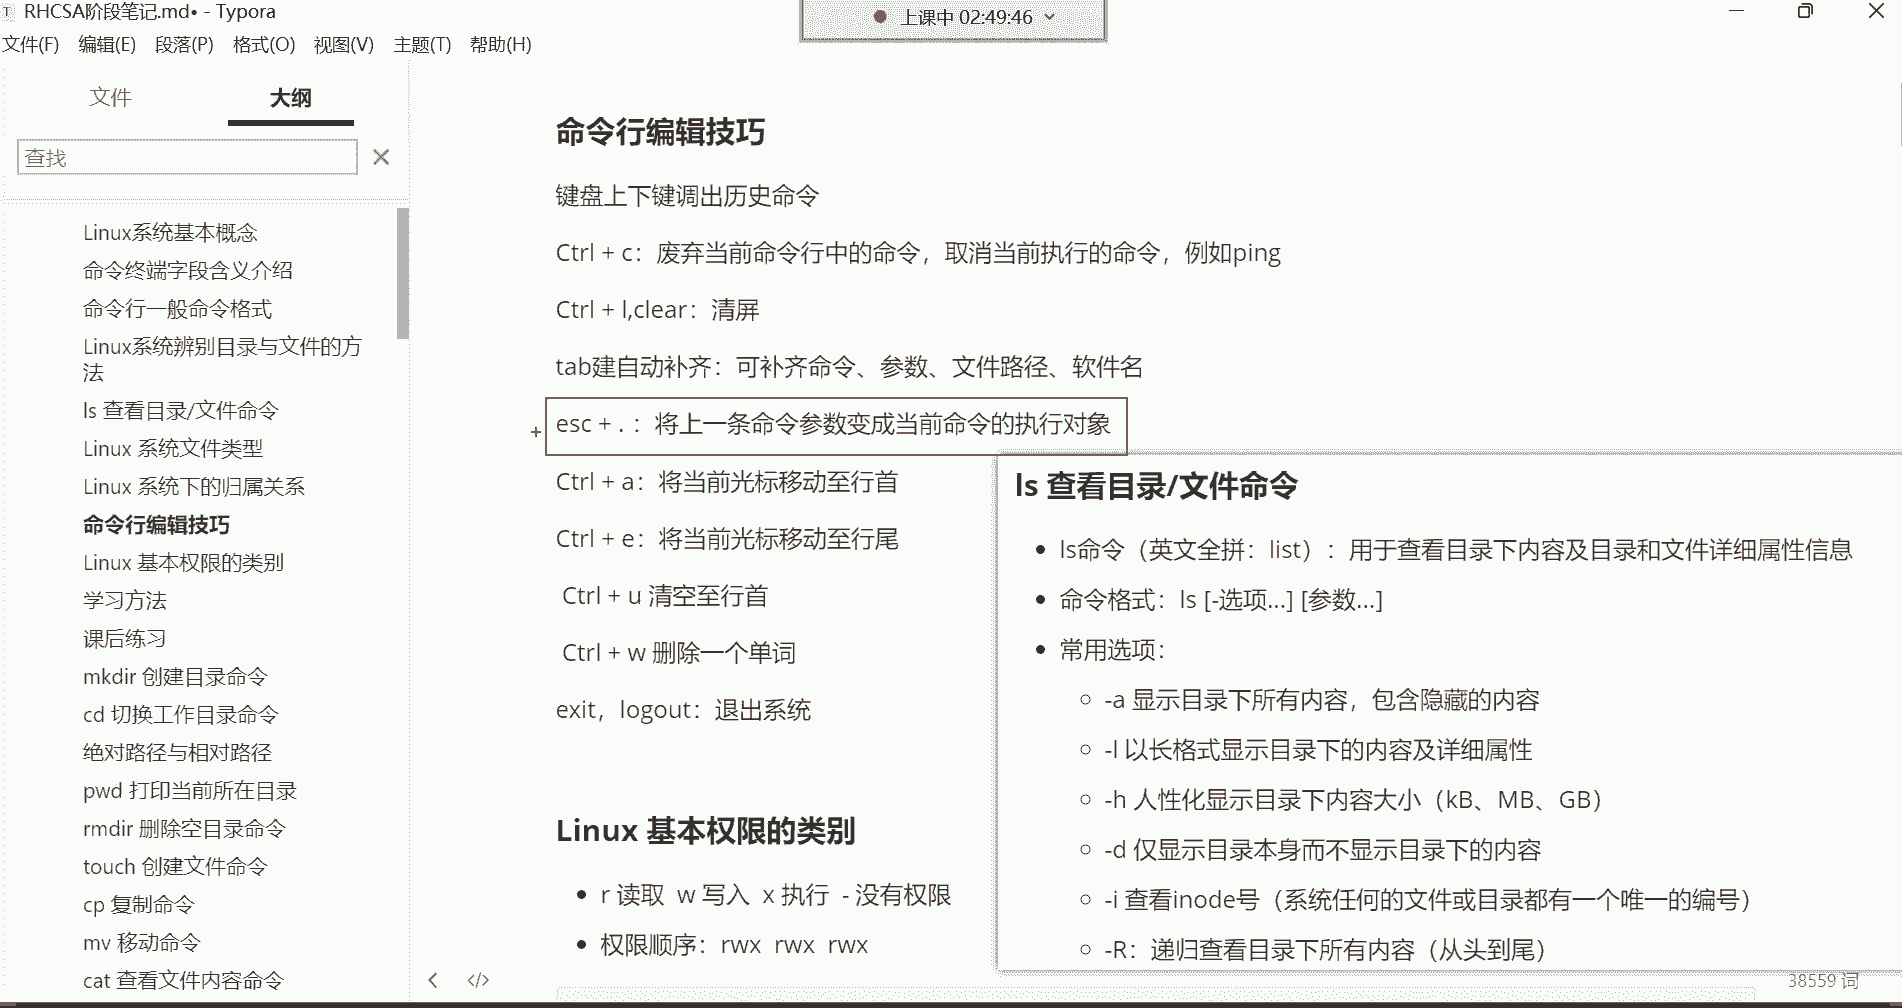 RHCSA阶段笔记.md• - Typora
上课中 02:49:46
文件(F) 编辑(E) 段落(P) 格式(O) 视图(V) 主题(T) 帮助(H)
文件 大纲
查找
Linux系统基本概念
命令终端字段含义介绍
命令行一般命令格式
Linux系统辨别目录与文件的方
法
ls 查看目录/文件命令
Linux 系统文件类型
Linux 系统下的归属关系
命令行编辑技巧
Linux 基本权限的类别
学习方法
课后练习
mkdir 创建目录命令
cd 切换工作目录命令
绝对路径与相对路径
pwd 打印当前所在目录
rmdir 删除空目录命令
touch 创建文件命令
cp 复制命令
mv 移动命令
cat 查看文件内容命令
命令行编辑技巧
键盘上下键调出历史命令
Ctrl + c：废弃当前命令行中的命令，取消当前执行的命令，例如ping
Ctrl + l,clear：清屏
tab建自动补齐：可补齐命令、参数、文件路径、软件名
esc + . ：将上一条命令参数变成当前命令的执行对象
Ctrl + a：将当前光标移动至行首
Ctrl + e：将当前光标移动至行尾
Ctrl + u 清空至行首
Ctrl + w 删除一个单词
exit，logout：退出系统
Linux 基本权限的类别
r 读取 w 写入 x 执行 - 没有权限
权限顺序：rwx rwx rwx
ls 查看目录/文件命令
ls命令（英文全拼：list）：用于查看目录下内容及目录和文件详细属性信息
命令格式：ls [-选项...] [参数...]
常用选项：
-a 显示目录下所有内容，包含隐藏的内容
-l 以长格式显示目录下的内容及详细属性
-h 人性化显示目录下内容大小（kB、MB、GB）
-d 仅显示目录本身而不显示目录下的内容
-i 查看inode号（系统任何的文件或目录都有一个唯一的编号）
-R：递归查看目录下所有内容（从头到尾）
38559 词